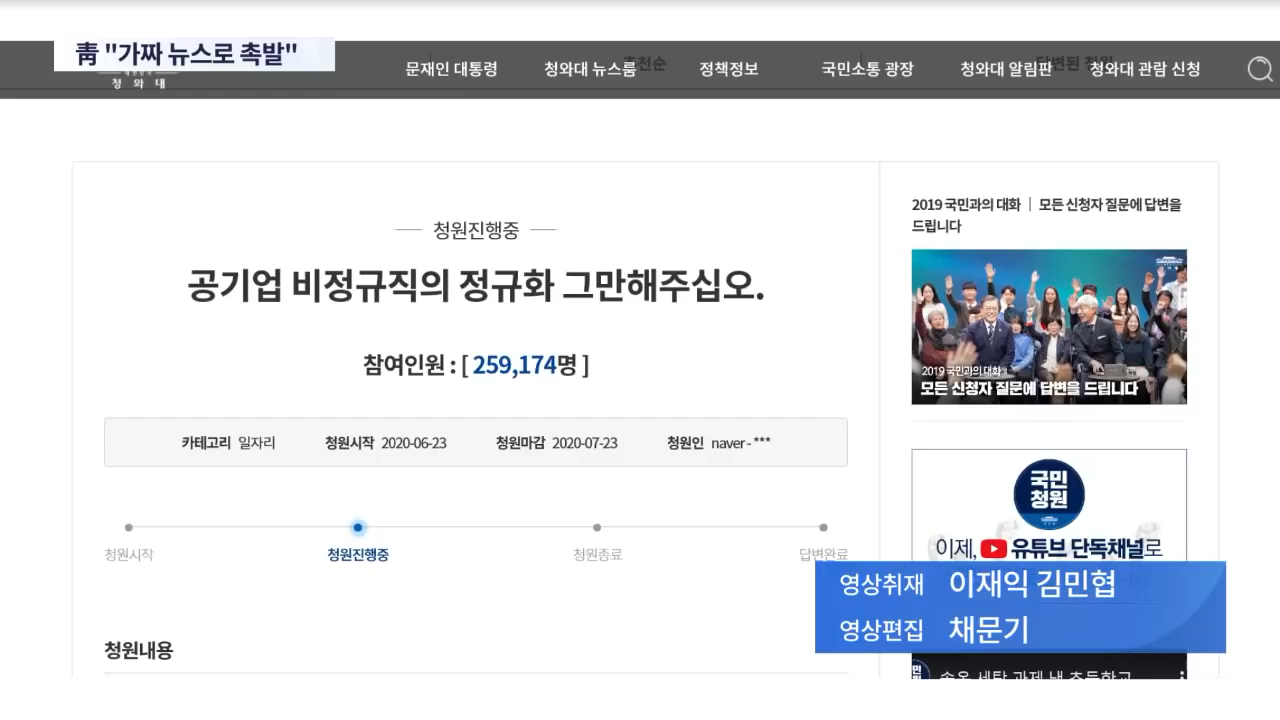 靑 "가짜 뉴스로 촉발"
청 와 대
문재인 대통령 청와대 뉴스룸 정책정보 국민소통 광장 청와대 알림판 청와대 관람 신청
추천순 답변된 청원
청원진행중
공기업 비정규직의 정규화 그만해주십오.
참여인원 : [ 259,174명 ]
카테고리 일자리 청원시작 2020-06-23 청원마감 2020-07-23 청원인 naver - ***
청원시작 청원진행중 청원종료 답변완료
청원내용
2019 국민과의 대화 ㅣ 모든 신청자 질문에 답변을
드립니다
2019 국민과의 대화
모든 신청자 질문에 답변을 드립니다
국민
청원
이제, 유튜브 단독채널로
영상취재 이재익 김민협
영상편집 채문기